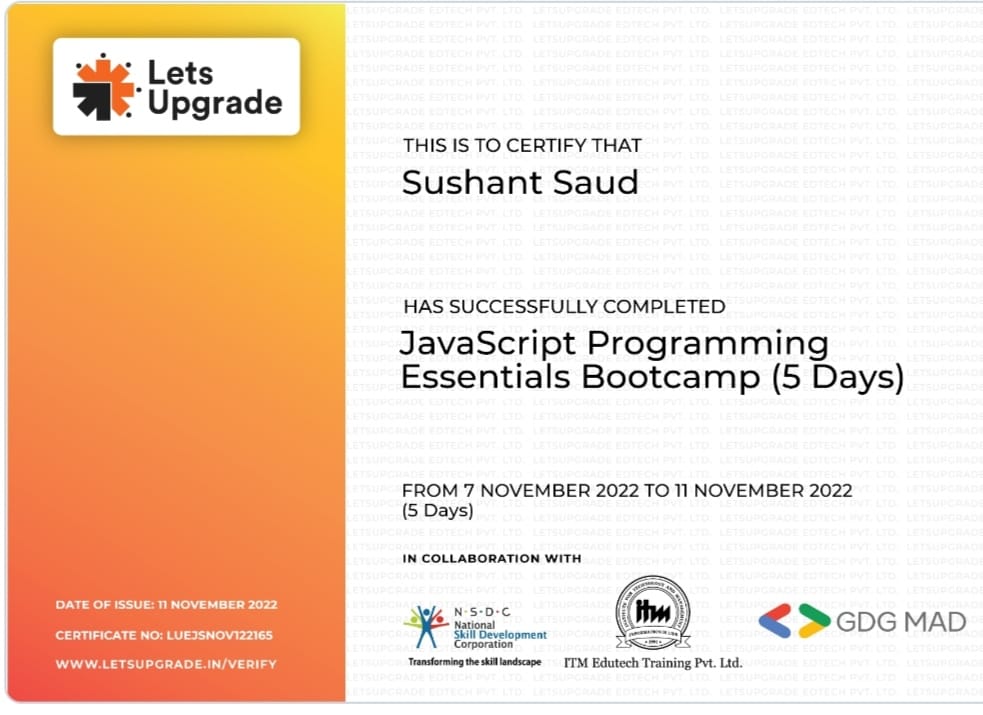 Lets
Upgrade
THIS IS TO CERTIFY THAT
Sushant Saud
HAS SUCCESSFULLY COMPLETED
JavaScript Programming
Essentials Bootcamp (5 Days)
FROM 7 NOVEMBER 2022 TO 11 NOVEMBER 2022
(5 Days)
IN COLLABORATION WITH
DATE OF ISSUE: 11 NOVEMBER 2022
CERTIFICATE NO: LUEJSNOV122165
WWW.LETSUPGRADE.IN/VERIFY
N·S·D·C
National
Skill Development
Corporation
Transforming the skill landscape
itm
ITM Edutech Training Pvt. Ltd.
GDG MAD
LETSUPGRADE EDTECH PVT. LTD.